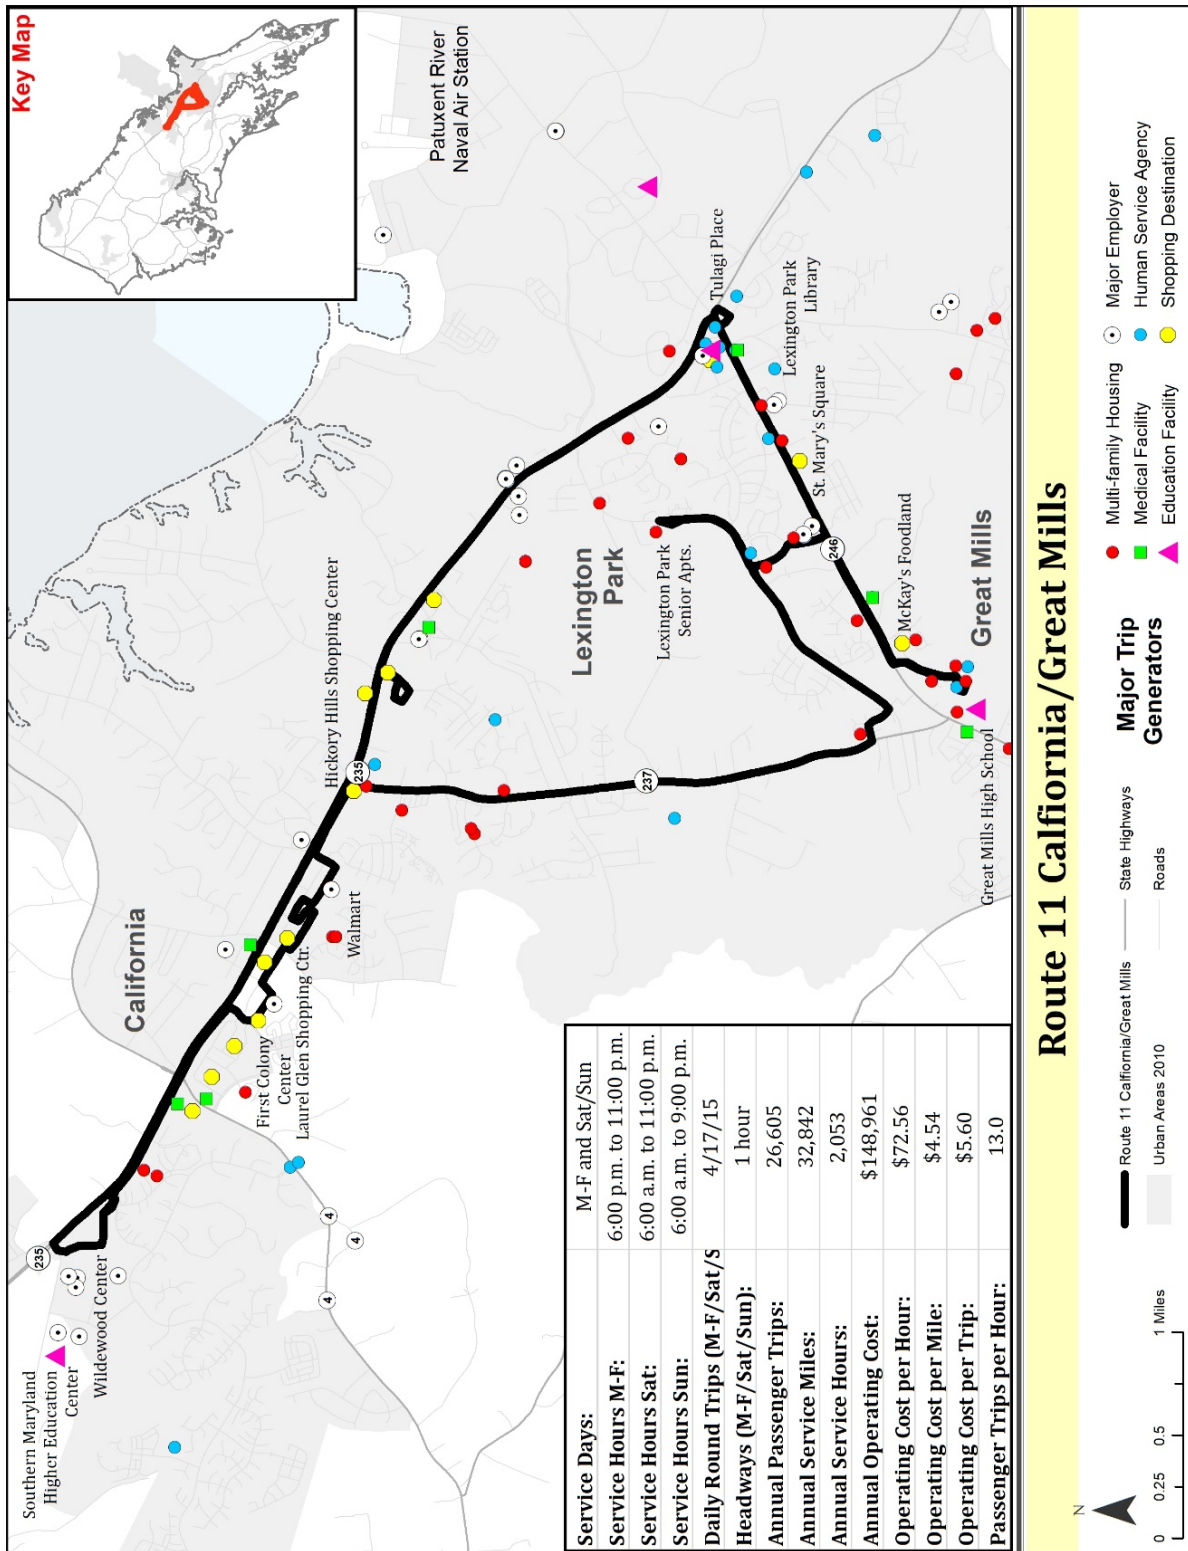 Key Map
Patuxent River
Naval Air Station
235
Southern Maryland
Higher Education
Center
Wildewood Center
California
Hickory Hills Shopping Center
235
First Colony
Center
Laurel Glen Shopping Ctr.
Walmart
4
4
4
Lexington
Park
Tulagi Place
Lexington Park
Library
St. Mary's Square
Lexington Park
Senior Apts.
237
246
McKay's Foodland
Great Mills
Great Mills High School
Service Days: M-F and Sat/Sun
Service Hours M-F: 6:00 p.m. to 11:00 p.m.
Service Hours Sat: 6:00 a.m. to 11:00 p.m.
Service Hours Sun: 6:00 a.m. to 9:00 p.m.
Daily Round Trips (M-F/Sat/S 4/17/15
Headways (M-F/Sat/Sun): 1 hour
Annual Passenger Trips: 26,605
Annual Service Miles: 32,842
Annual Service Hours: 2,053
Annual Operating Cost: $148,961
Operating Cost per Hour: $72.56
Operating Cost per Mile: $4.54
Operating Cost per Trip: $5.60
Passenger Trips per Hour: 13.0
Route 11 Calfiornia/Great Mills
N
0 0.25 0.5 1 Miles
Route 11 Calfiornia/Great Mills
Urban Areas 2010
State Highways
Roads
Major Trip
Generators
Multi-family Housing
Medical Facility
Education Facility
Major Employer
Human Service Agency
Shopping Destination